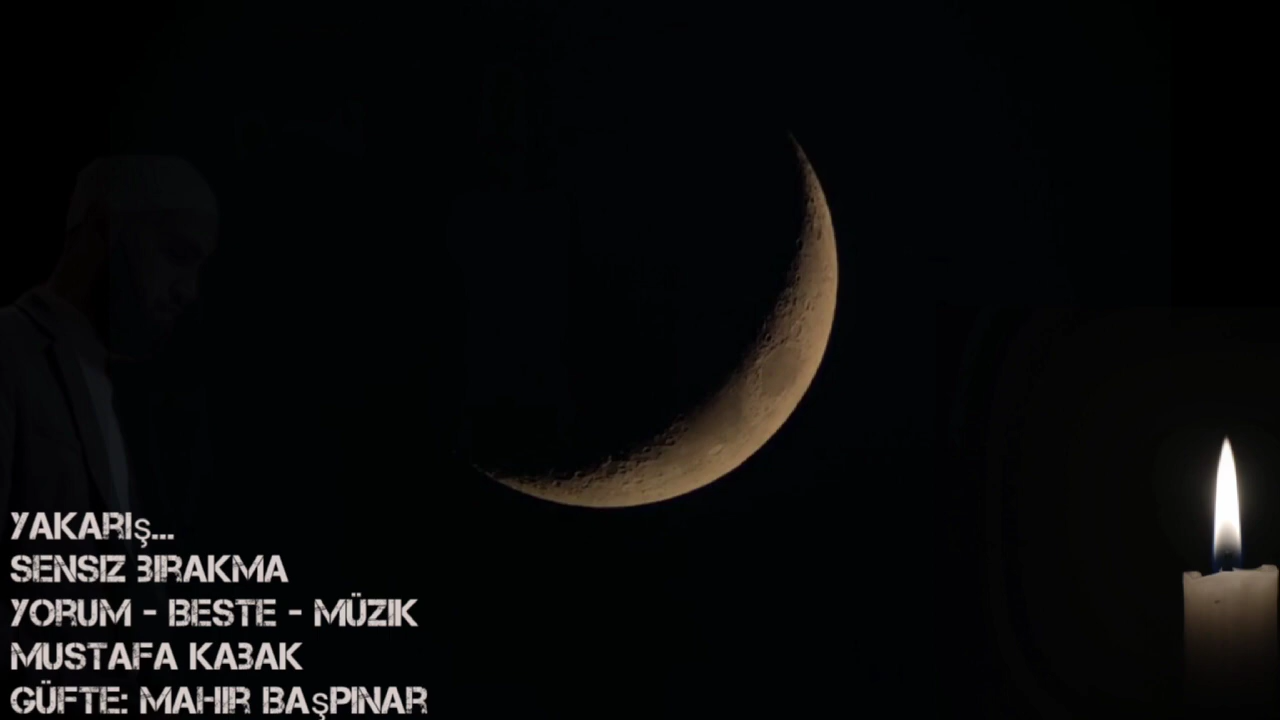 YAKARIŞ...
SENSIZ BIRAKMA
YORUM - BESTE - MÜZIK
MUSTAFA KABAK
GÜFTE: MAHIR BAŞPINAR